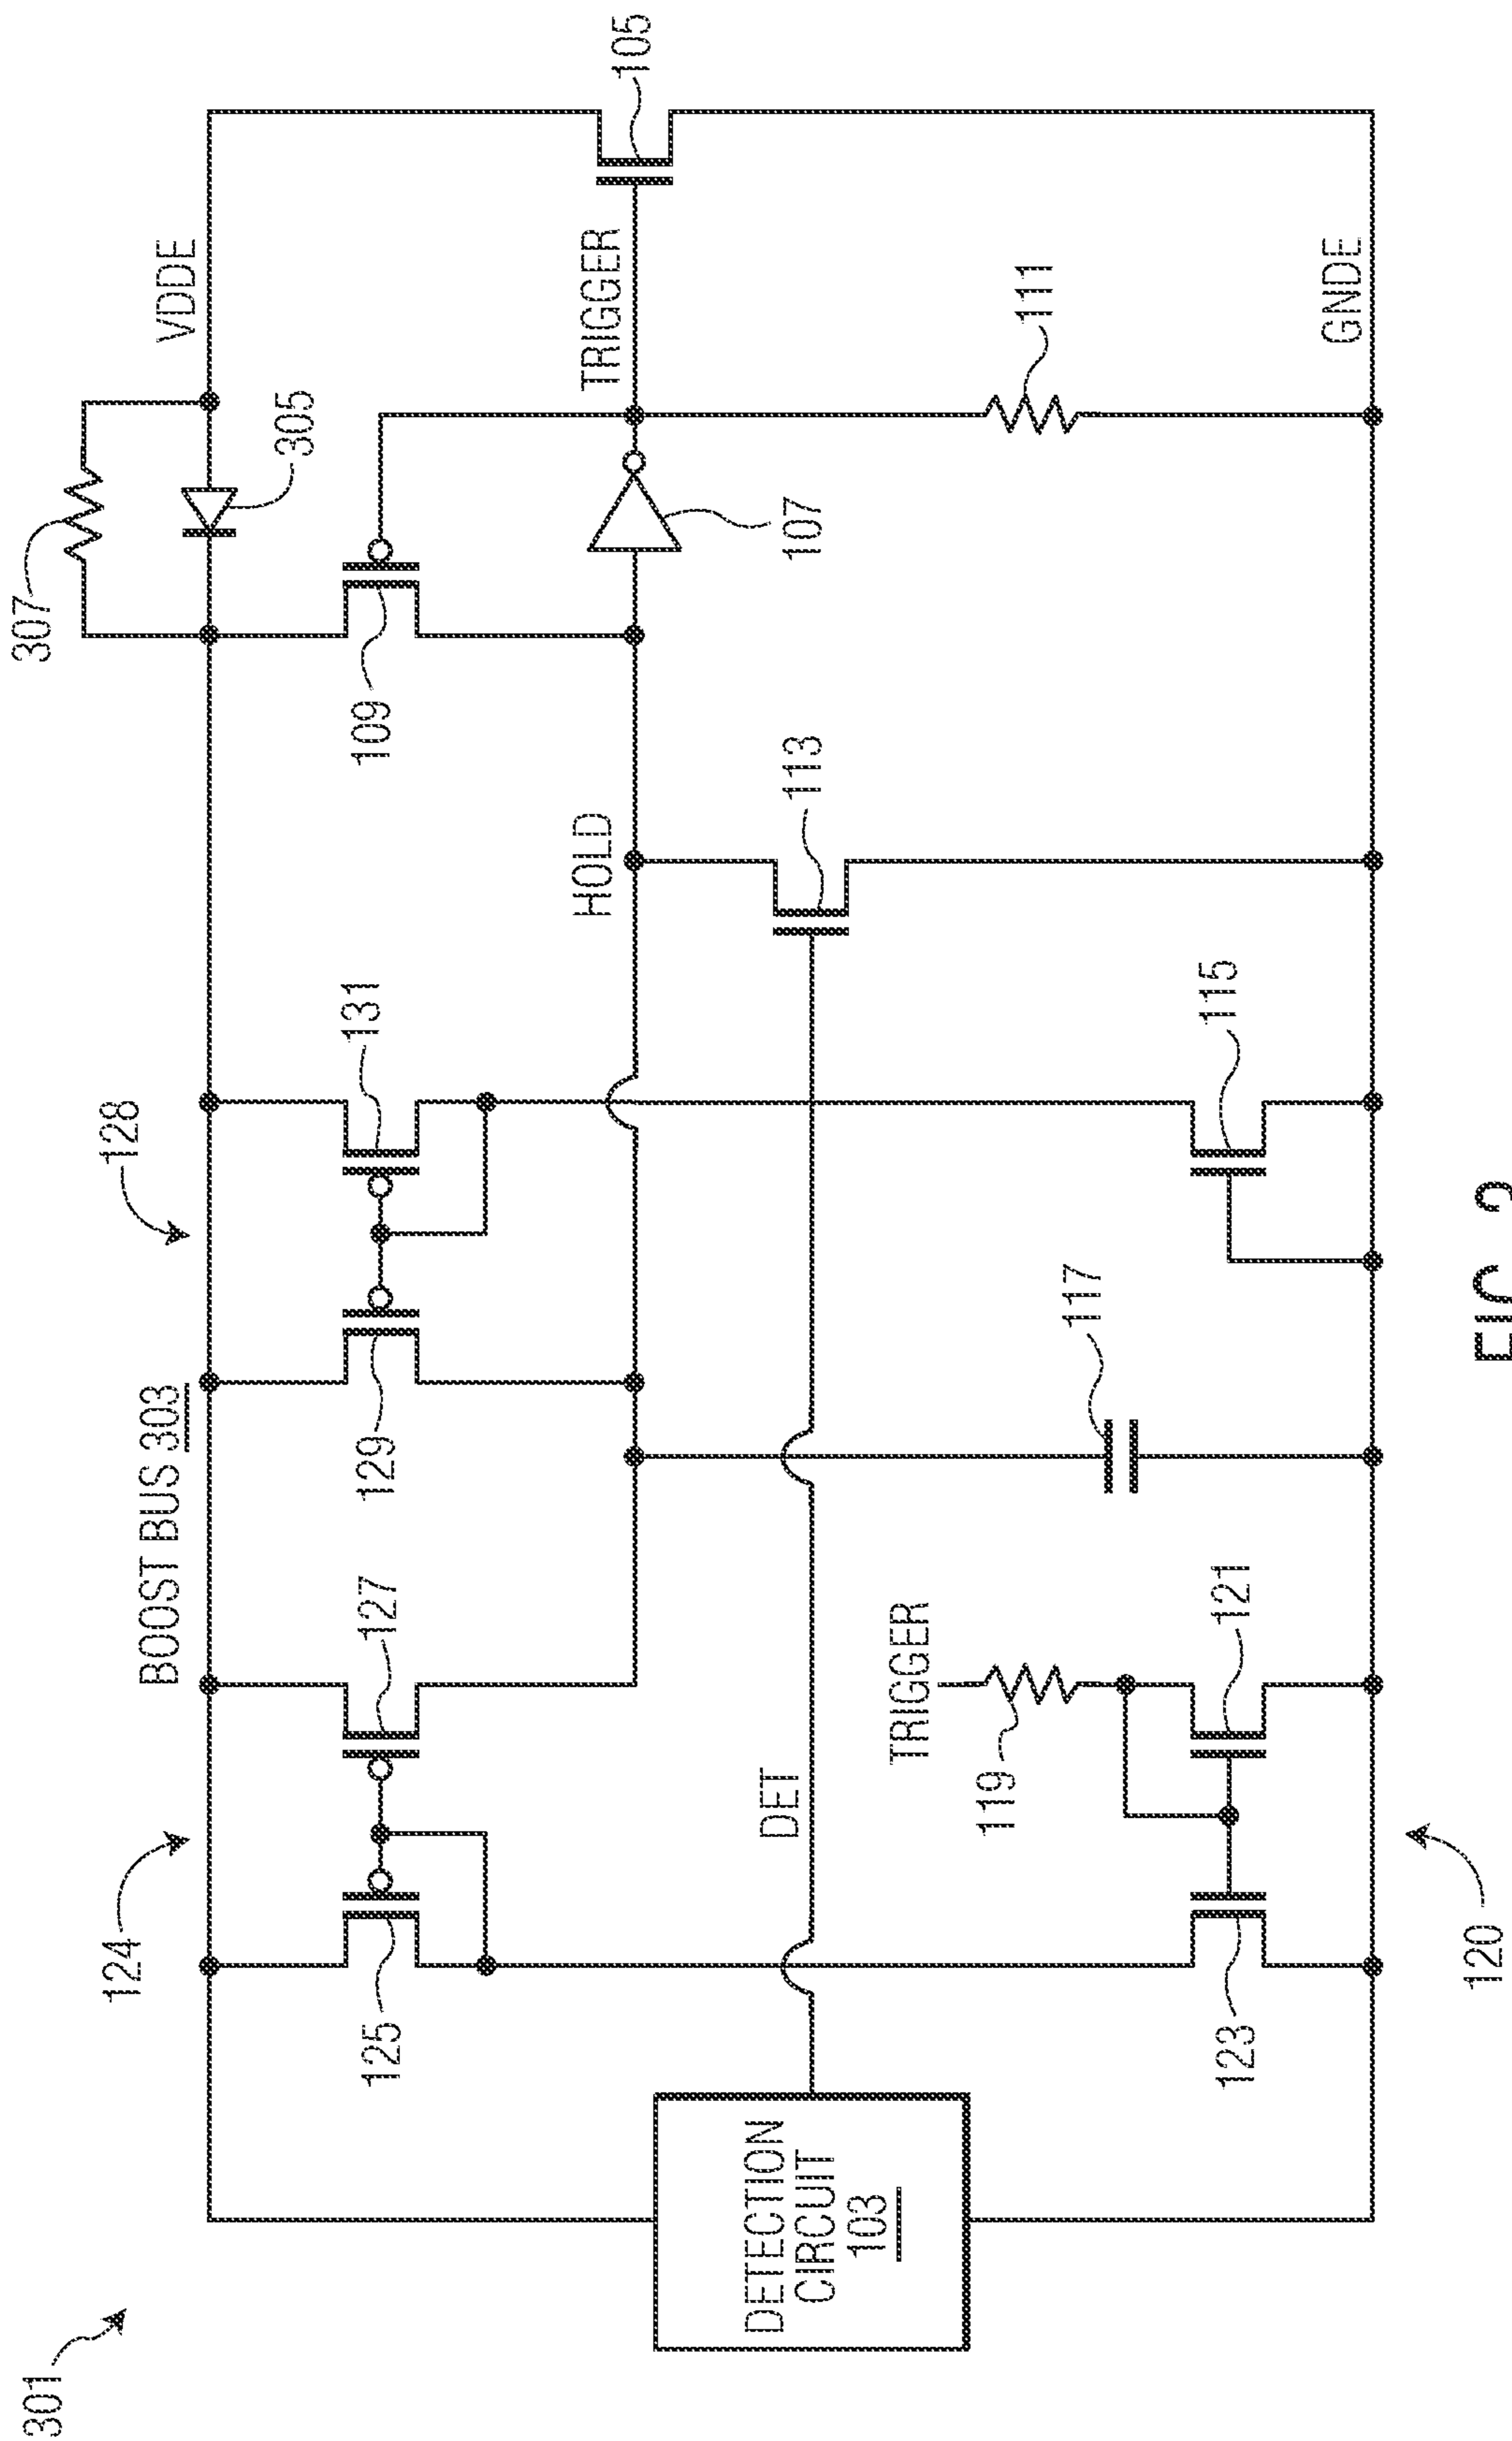 301
307
VDDE
305
105
128
BOOST BUS 303
124
131
109
129
127
125
TRIGGER
HOLD
107
113
DETECTION
CIRCUIT
103
DET
TRIGGER
119
117
111
115
121
123
GNDE
120